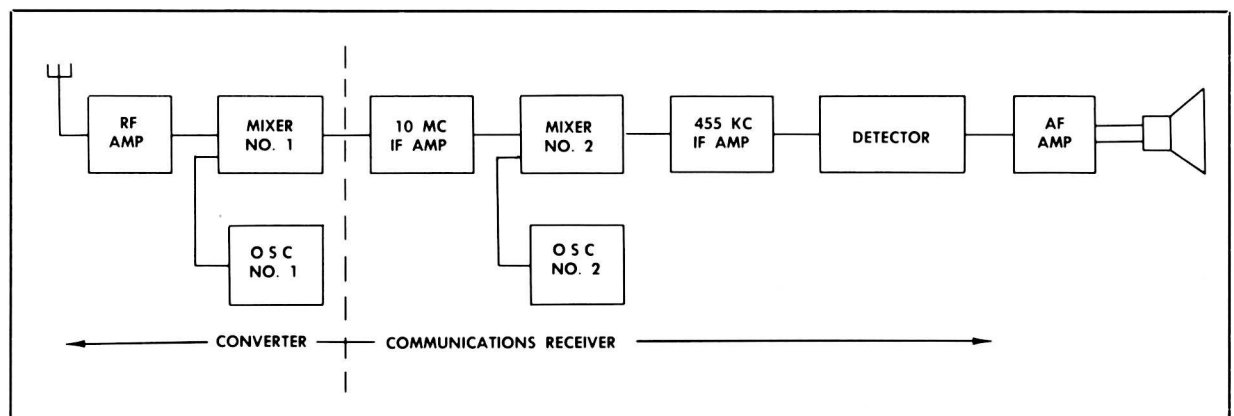 RF
AMP
MIXER
NO. 1
10 MC
IF AMP
MIXER
NO. 2
455 KC
IF AMP
DETECTOR
AF
AMP
OSC
NO. 1
OSC
NO. 2
CONVERTER
COMMUNICATIONS RECEIVER